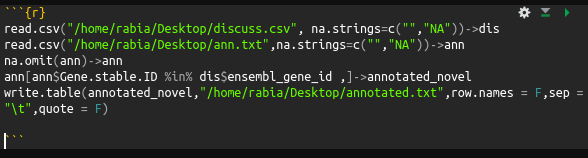 ```{r}
read.csv("/home/rabia/Desktop/discuss.csv", na.strings=c("","NA"))->dis
read.csv("/home/rabia/Desktop/ann.txt",na.strings=c("","NA"))->ann
na.omit(ann)->ann
ann[ann$Gene.stable.ID %in% dis$ensembl_gene_id ,]->annotated_novel
write.table(annotated_novel,"/home/rabia/Desktop/annotated.txt",row.names = F,sep =
"\t",quote = F)
```